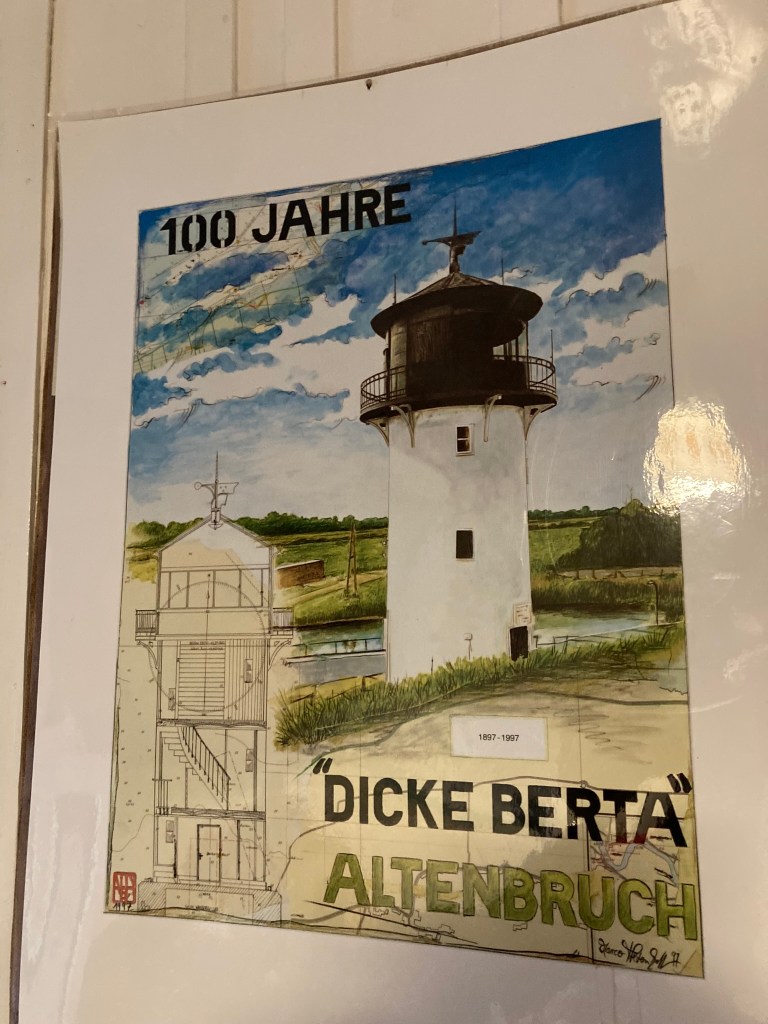 100 JAHRE
1897-1997
"DICKE BERTA"
ALTENBRUCH